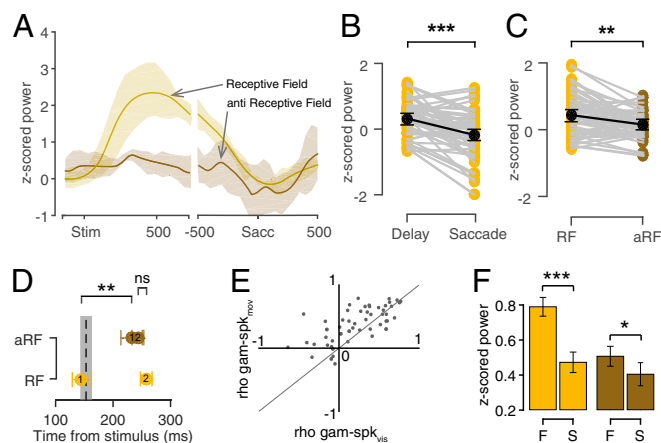 A
z-scored power
4
3
2
1
0
-1
Receptive Field
anti Receptive Field
Stim
500
-500
Sacc
500
B
***
z-scored power
2
0
-2
Delay
Saccade
C
**
z-scored power
2
0
-2
RF
aRF
D
**
ns
aRF
RF
12
1
2
100
200
300
Time from stimulus (ms)
E
rho gam-spkmov
1
-1
0
1
-1
rho gam-spkvis
F
z-scored power
0.8
0.6
0.4
0.2
***
*
F
S
F
S